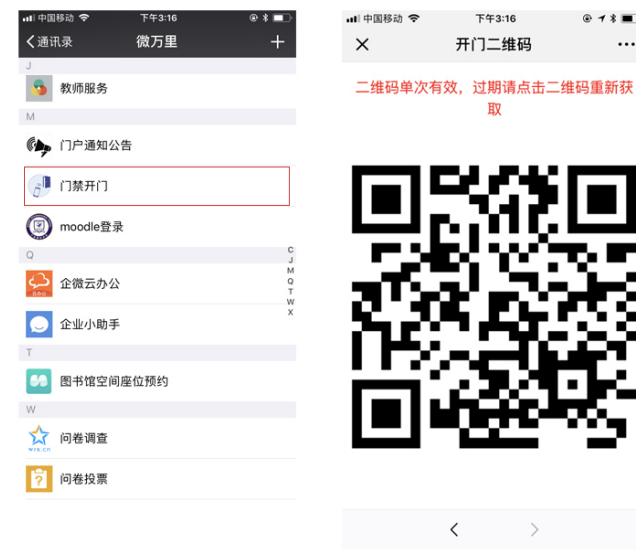 中国移动 下午3:16
通讯录 微万里
J
教师服务
M
门户通知公告
门禁开门
moodle登录
Q
企微云办公
企业小助手
T
图书馆空间座位预约
W
问卷调查
问卷投票
C
J
M
Q
T
W
X
中国移动 下午3:16
开门二维码
二维码单次有效，过期请点击二维码重新获
取